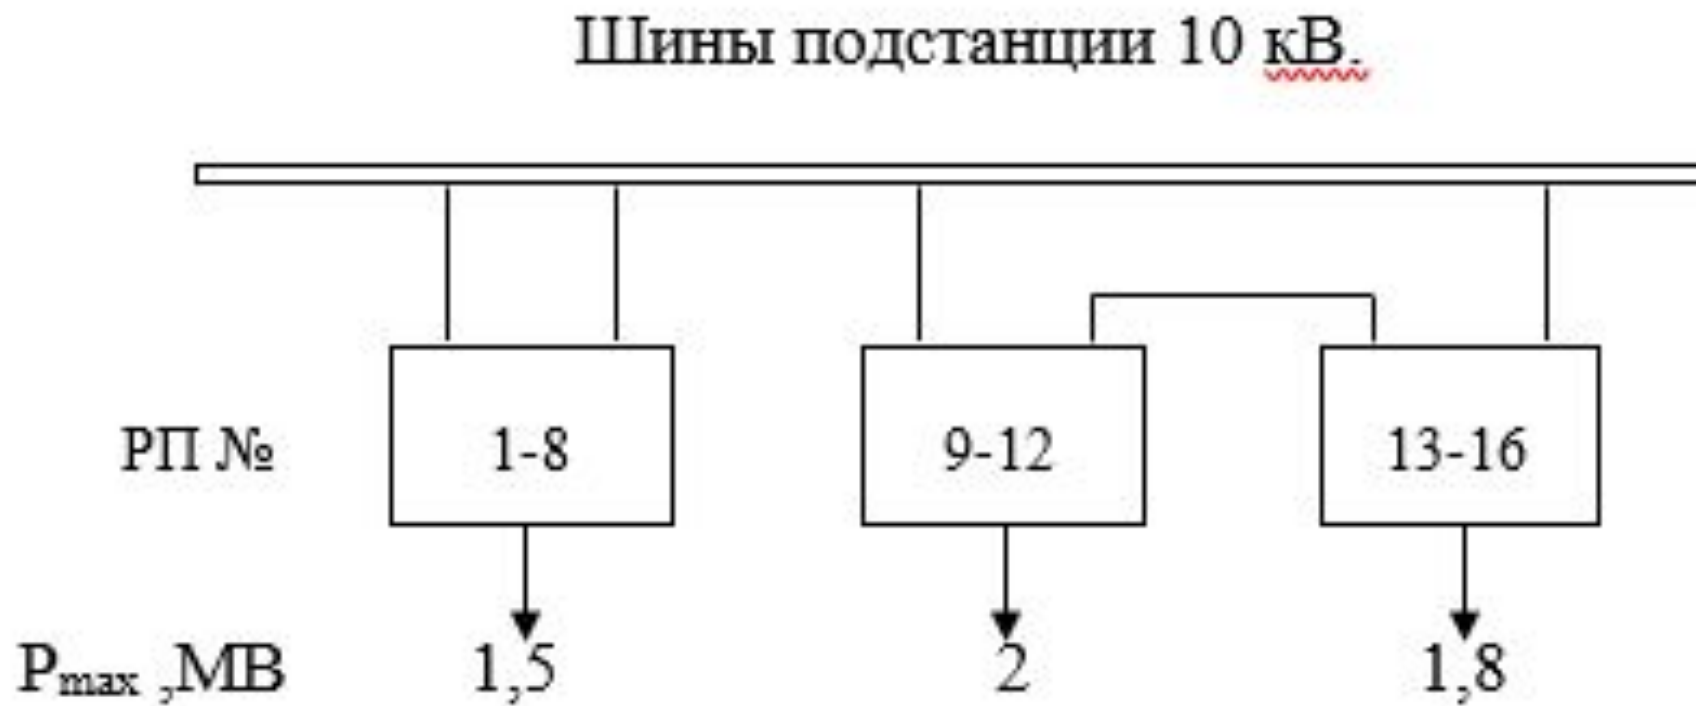 Шины подстанции 10 кВ.
РП № 1-8 9-12 13-16
Pmax ,МВ 1,5 2 1,8